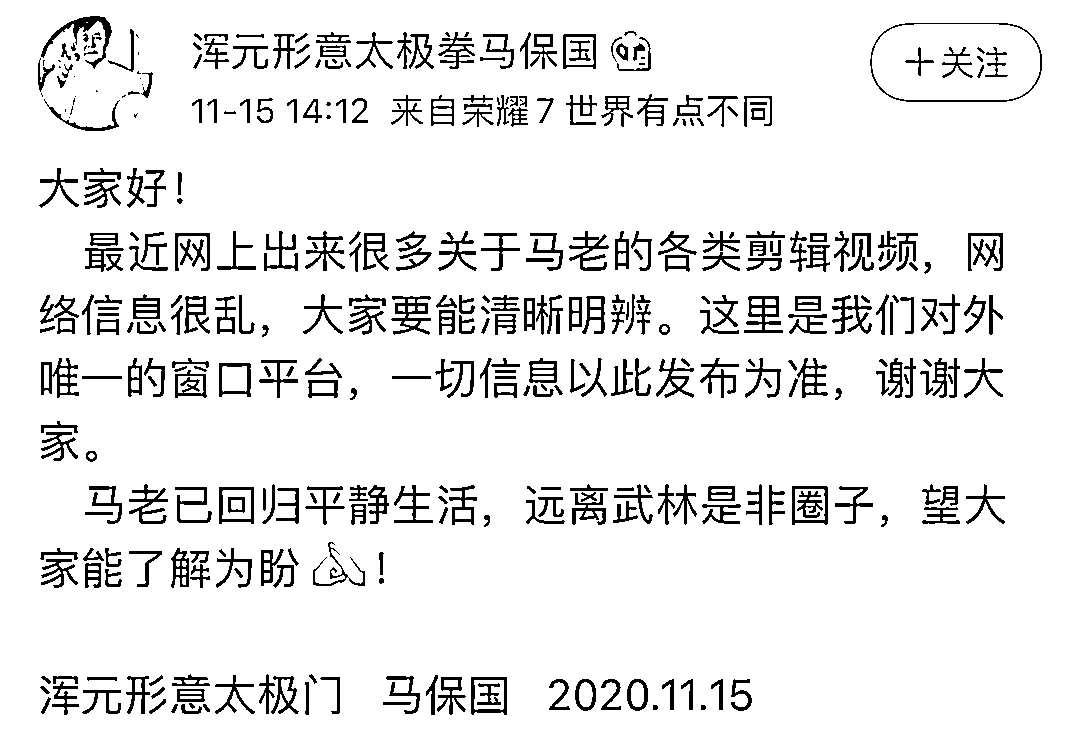 浑元形意太极拳马保国
+关注
11-15 14:12 来自荣耀7 世界有点不同
大家好！
最近网上出来很多关于马老的各类剪辑视频，网
络信息很乱，大家要能清晰明辨。这里是我们对外
唯一的窗口平台，一切信息以此发布为准，谢谢大
家。
马老已回归平静生活，远离武林是非圈子，望大
家能了解为盼👍！
浑元形意太极门 马保国 2020.11.15